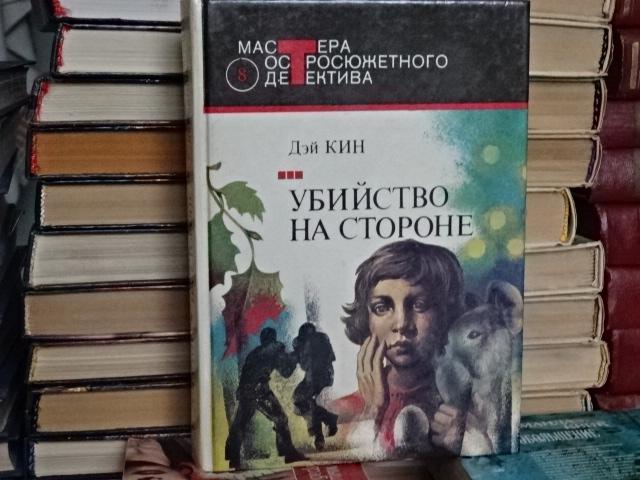 МАСТЕРА
8 ОСТРОСЮЖЕТНОГО
ДЕТЕКТИВА
Дэй КИН
УБИЙСТВО
НА СТОРОНЕ